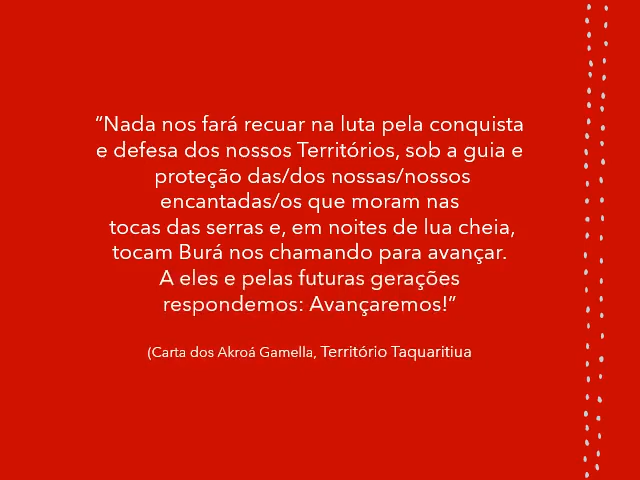 “Nada nos fará recuar na luta pela conquista
e defesa dos nossos Territórios, sob a guia e
proteção das/dos nossas/nossos
encantadas/os que moram nas
tocas das serras e, em noites de lua cheia,
tocam Burá nos chamando para avançar.
A eles e pelas futuras gerações
respondemos: Avançaremos!”
(Carta dos Akroá Gamella, Território Taquaritiua